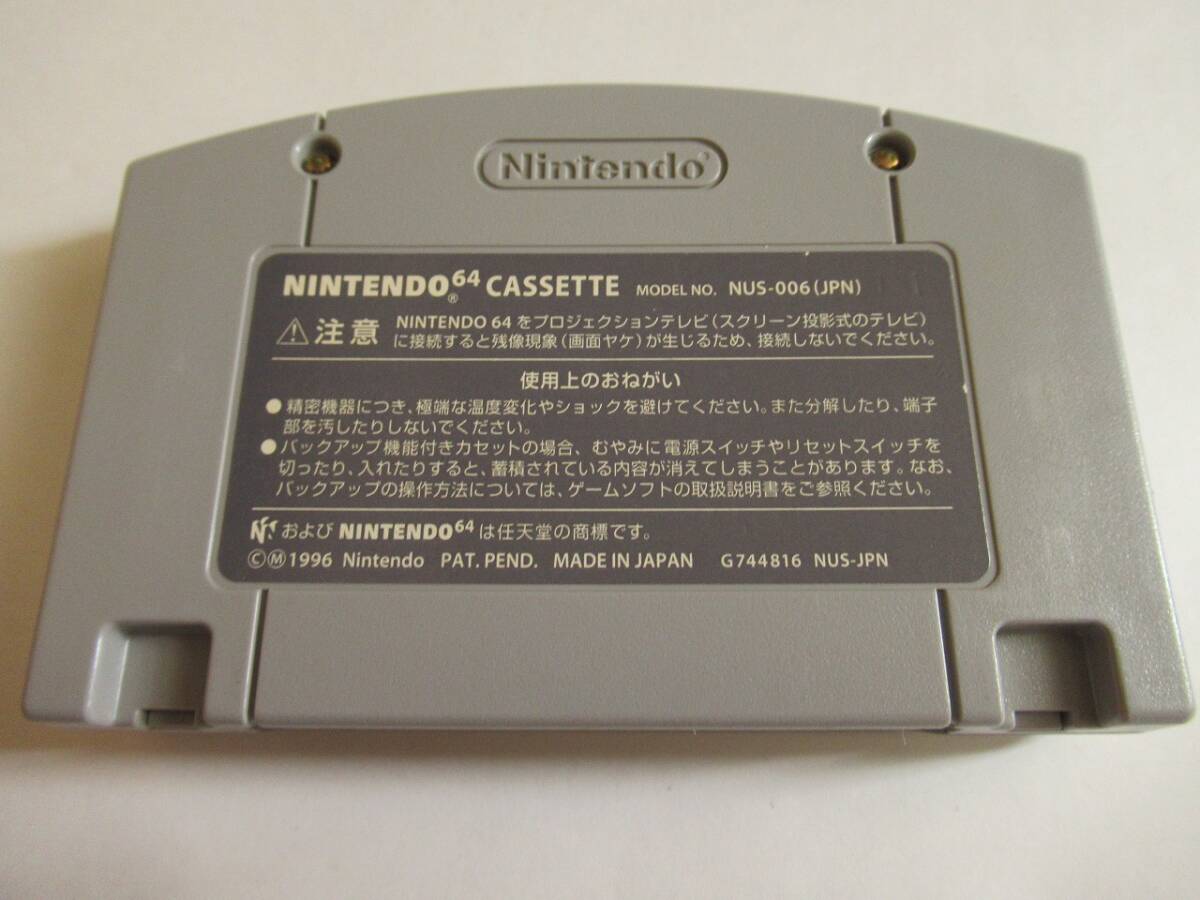 Nintendo
NINTENDO64® CASSETTE MODEL NO. NUS-006(JPN)
⚠注意 NINTENDO 64をプロジェクションテレビ(スクリーン投影式のテレビ)
に接続すると残像現象(画面ヤケ)が生じるため、接続しないでください。
使用上のおねがい
●精密機器につき、極端な温度変化やショックを避けてください。また分解したり、端子
部を汚したりしないでください。
●バックアップ機能付きカセットの場合、むやみに電源スイッチやリセットスイッチを
切ったり、入れたりすると、蓄積されている内容が消えてしまうことがあります。なお、
バックアップの操作方法については、ゲームソフトの取扱説明書をご参照ください。
およびNINTENDO64は任天堂の商標です。
ⒸⓂ1996 Nintendo PAT. PEND. MADE IN JAPAN G744816 NUS-JPN